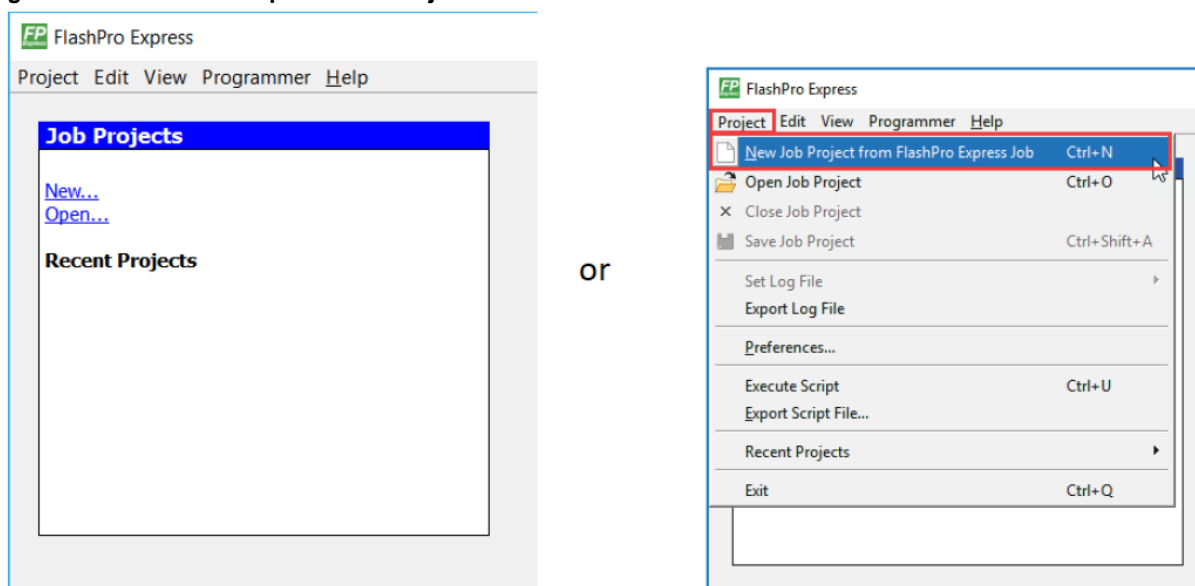 FP FlashPro Express
Project Edit View Programmer Help
Job Projects
New...
Open...
Recent Projects
or
FP FlashPro Express
Project Edit View Programmer Help
New Job Project from FlashPro Express Job Ctrl+N
Open Job Project Ctrl+O
Close Job Project
Save Job Project Ctrl+Shift+A
Set Log File
Export Log File
Preferences...
Execute Script Ctrl+U
Export Script File...
Recent Projects
Exit Ctrl+Q